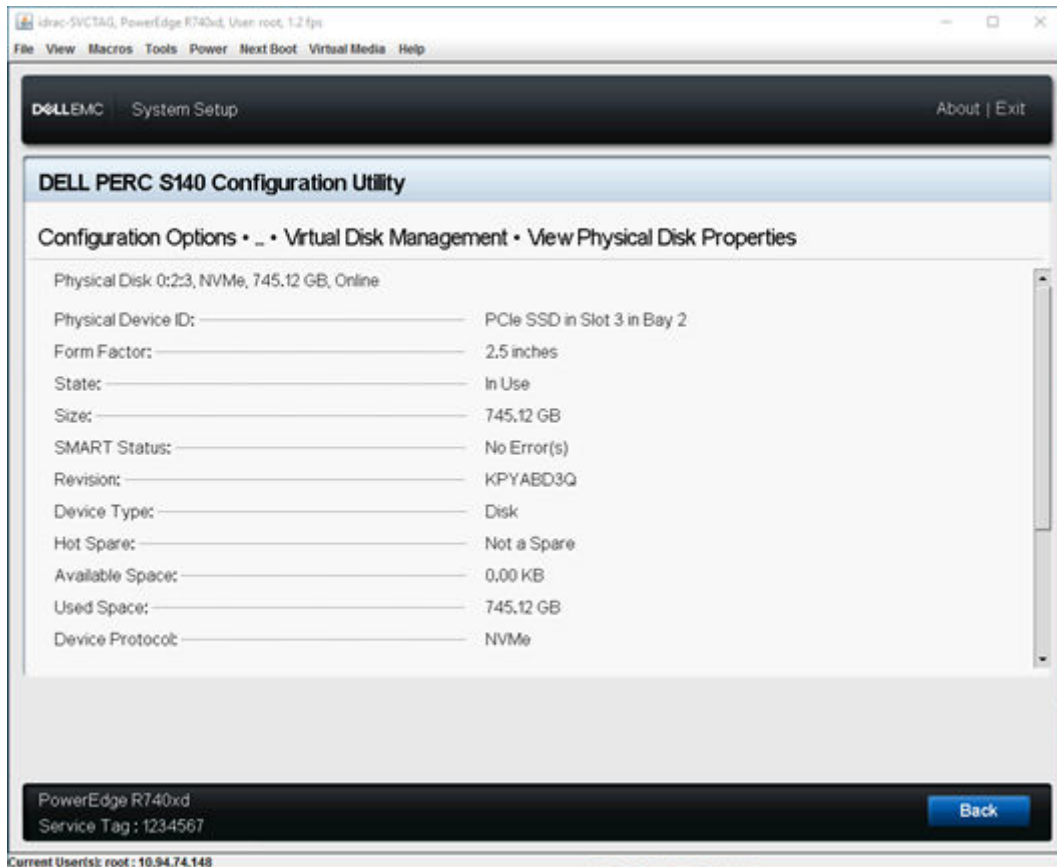 idrac-SVCTAG, PowerEdge R740xd, User: root, 1.2 fps
File View Macros Tools Power Next Boot Virtual Media Help
DELLEMC System Setup About | Exit
DELL PERC S140 Configuration Utility
Configuration Options • .. • Virtual Disk Management • View Physical Disk Properties
Physical Disk 0:2:3, NVMe, 745.12 GB, Online
Physical Device ID: PCIe SSD in Slot 3 in Bay 2
Form Factor: 2.5 inches
State: In Use
Size: 745.12 GB
SMART Status: No Error(s)
Revision: KPYABD3Q
Device Type: Disk
Hot Spare: Not a Spare
Available Space: 0.00 KB
Used Space: 745.12 GB
Device Protocol: NVMe
PowerEdge R740xd
Service Tag : 1234567
Back
Current User(s): root : 10.94.74.148